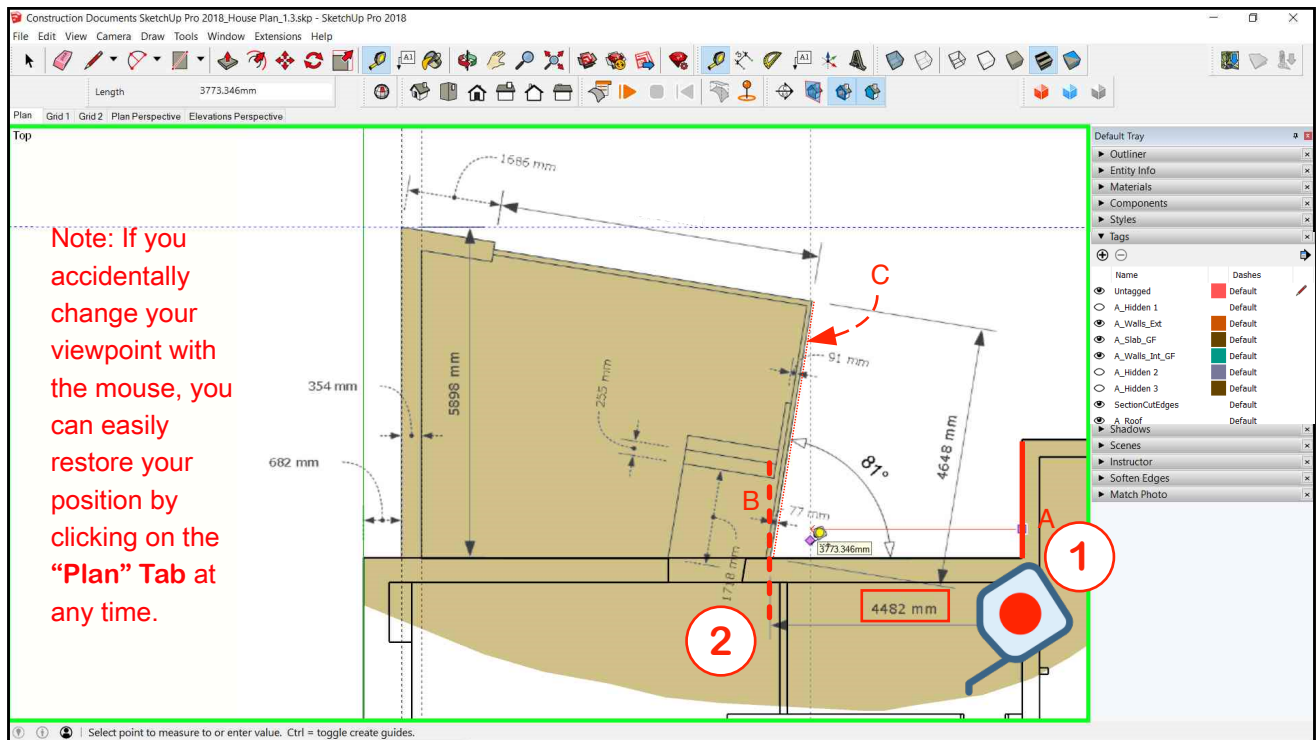 Construction Documents SketchUp Pro 2018_House Plan_1.3.skp - SketchUp Pro 2018
File Edit View Camera Draw Tools Window Extensions Help
Length 3773.346mm
Plan Grid 1 Grid 2 Plan Perspective Elevations Perspective
Top
Note: If you
accidentally
change your
viewpoint with
the mouse, you
can easily
restore your
position by
clicking on the
“Plan” Tab at
any time.
1686 mm
C
354 mm
5898 mm
255 mm
91 mm
682 mm
81°
4648 mm
B
77 mm
A
3773.346mm
1
1718 mm
4482 mm
2
Default Tray
Outliner
Entity Info
Materials
Components
Styles
Tags
Name Dashes
Untagged Default
A_Hidden 1 Default
A_Walls_Ext Default
A_Slab_GF Default
A_Walls_Int_GF Default
A_Hidden 2 Default
A_Hidden 3 Default
SectionCutEdges Default
A_Roof Default
Shadows
Scenes
Instructor
Soften Edges
Match Photo
Select point to measure to or enter value. Ctrl = toggle create guides.